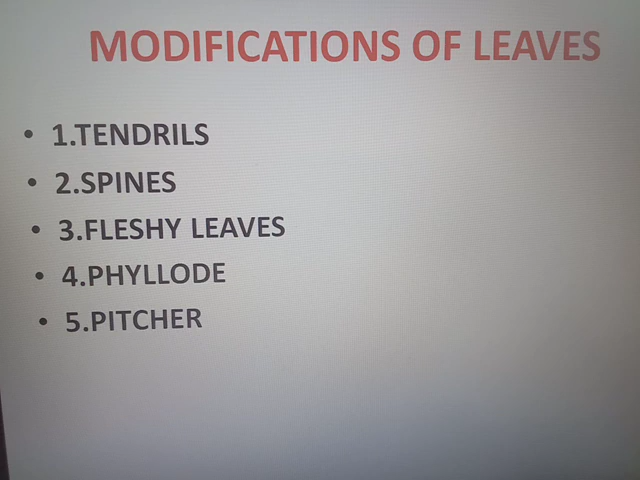 MODIFICATIONS OF LEAVES
• 1.TENDRILS
• 2.SPINES
• 3.FLESHY LEAVES
• 4.PHYLLODE
• 5.PITCHER